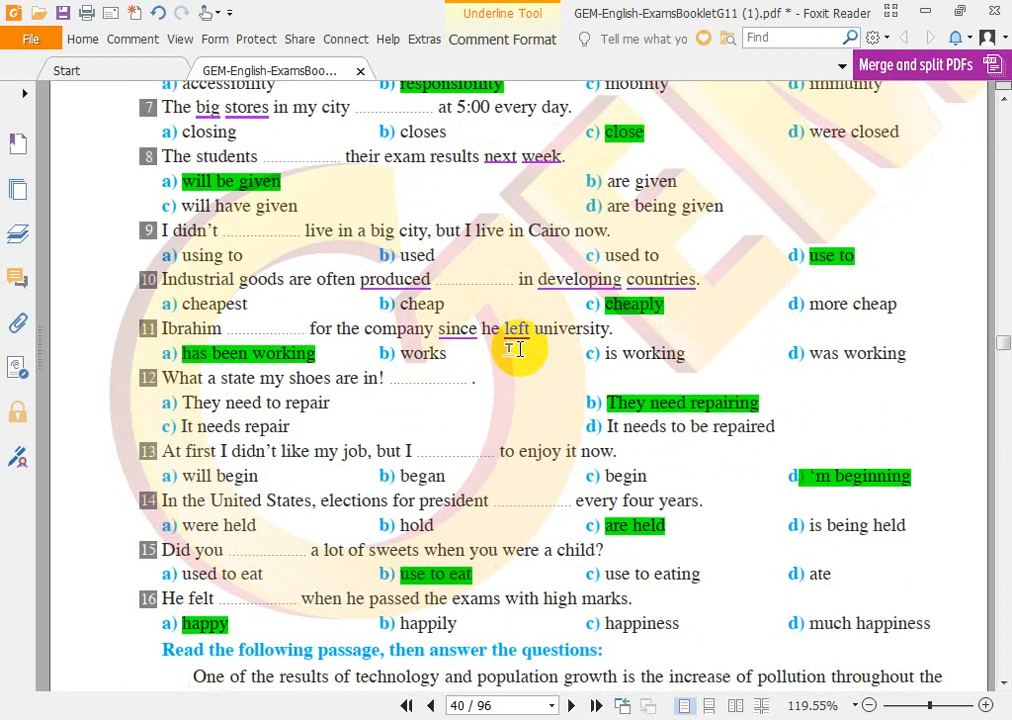 Underline Tool
GEM-English-ExamsBookletG11 (1).pdf * - Foxit Reader
File Home Comment View Form Protect Share Connect Help Extras Comment Format Tell me what yo Find
Start GEM-English-ExamsBoo... Merge and split PDFs
a) accessibility b) responsibility c) mobility d) immunity
7 The big stores in my city .................... at 5:00 every day.
a) closing b) closes c) close d) were closed
8 The students .................... their exam results next week.
a) will be given b) are given
c) will have given d) are being given
9 I didn't .................... live in a big city, but I live in Cairo now.
a) using to b) used c) used to d) use to
10 Industrial goods are often produced .................... in developing countries.
a) cheapest b) cheap c) cheaply d) more cheap
11 Ibrahim .................... for the company since he left university.
a) has been working b) works c) is working d) was working
12 What a state my shoes are in! .................... .
a) They need to repair b) They need repairing
c) It needs repair d) It needs to be repaired
13 At first I didn't like my job, but I .................... to enjoy it now.
a) will begin b) began c) begin d) 'm beginning
14 In the United States, elections for president .................... every four years.
a) were held b) hold c) are held d) is being held
15 Did you .................... a lot of sweets when you were a child?
a) used to eat b) use to eat c) use to eating d) ate
16 He felt .................... when he passed the exams with high marks.
a) happy b) happily c) happiness d) much happiness
Read the following passage, then answer the questions:
One of the results of technology and population growth is the increase of pollution throughout the
40 / 96 119.55%